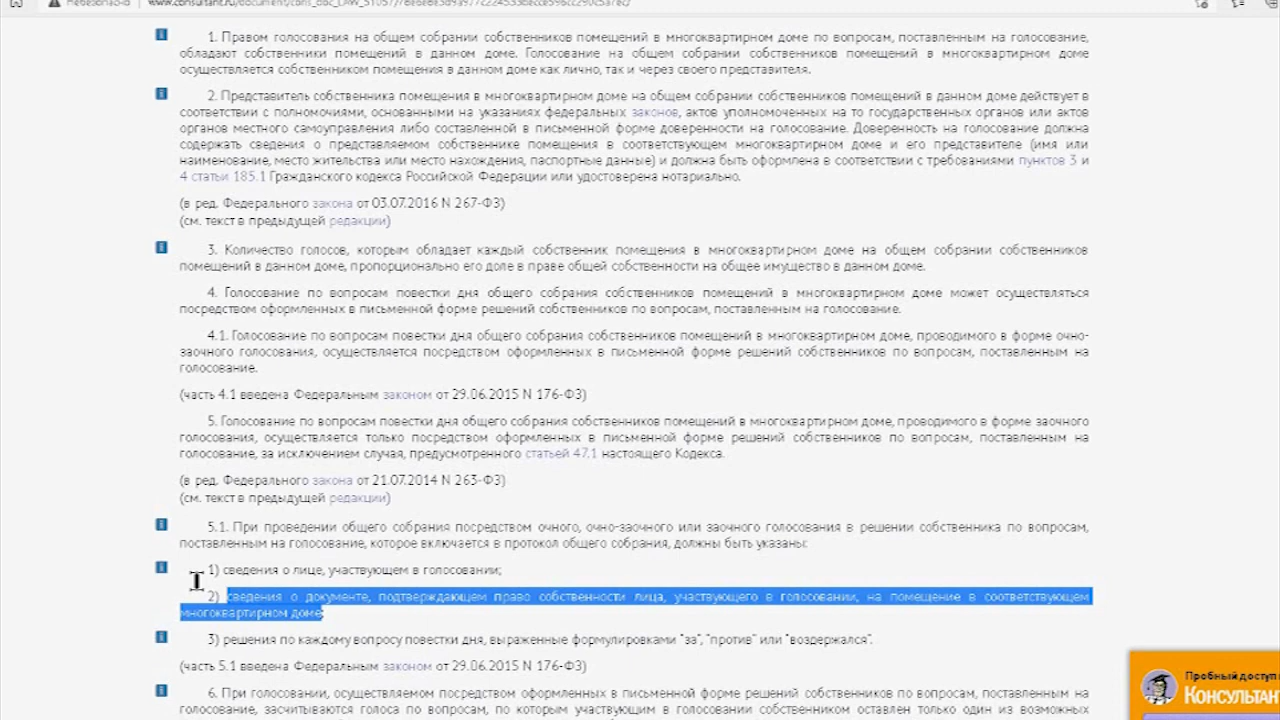 Небезопасно
www.consultant.ru/document/cons_doc_LAW_51057/
1. Правом голосования на общем собрании собственников помещений в многоквартирном доме по вопросам, поставленным на голосование,
обладают собственники помещений в данном доме. Голосование на общем собрании собственников помещений в многоквартирном доме
осуществляется собственником помещения в данном доме как лично, так и через своего представителя.
2. Представитель собственника помещения в многоквартирном доме на общем собрании собственников помещений в данном доме действует в
соответствии с полномочиями, основанными на указаниях федеральных законов, актов уполномоченных на то государственных органов или актов
органов местного самоуправления либо составленной в письменной форме доверенности на голосование. Доверенность на голосование должна
содержать сведения о представляемом собственнике помещения в соответствующем многоквартирном доме и его представителе (имя или
наименование, место жительства или место нахождения, паспортные данные) и должна быть оформлена в соответствии с требованиями пунктов 3 и
4 статьи 185.1 Гражданского кодекса Российской Федерации или удостоверена нотариально.
(в ред. Федерального закона от 03.07.2016 N 267-ФЗ)
(см. текст в предыдущей редакции)
3. Количество голосов, которым обладает каждый собственник помещения в многоквартирном доме на общем собрании собственников
помещений в данном доме, пропорционально его доле в праве общей собственности на общее имущество в данном доме.
4. Голосование по вопросам повестки дня общего собрания собственников помещений в многоквартирном доме может осуществляться
посредством оформленных в письменной форме решений собственников по вопросам, поставленным на голосование.
4.1. Голосование по вопросам повестки дня общего собрания собственников помещений в многоквартирном доме, проводимого в форме очно-
заочного голосования, осуществляется посредством оформленных в письменной форме решений собственников по вопросам, поставленным на
голосование.
(часть 4.1 введена Федеральным законом от 29.06.2015 N 176-ФЗ)
5. Голосование по вопросам повестки дня общего собрания собственников помещений в многоквартирном доме, проводимого в форме заочного
голосования, осуществляется только посредством оформленных в письменной форме решений собственников по вопросам, поставленным на
голосование, за исключением случая, предусмотренного статьей 47.1 настоящего Кодекса.
(в ред. Федерального закона от 21.07.2014 N 263-ФЗ)
(см. текст в предыдущей редакции)
5.1. При проведении общего собрания посредством очного, очно-заочного или заочного голосования в решении собственника по вопросам,
поставленным на голосование, которое включается в протокол общего собрания, должны быть указаны:
1) сведения о лице, участвующем в голосовании;
2) сведения о документе, подтверждающем право собственности лица, участвующего в голосовании, на помещение в соответствующем
многоквартирном доме;
3) решения по каждому вопросу повестки дня, выраженные формулировками "за", "против" или "воздержался".
(часть 5.1 введена Федеральным законом от 29.06.2015 N 176-ФЗ)
6. При голосовании, осуществляемом посредством оформленных в письменной форме решений собственников по вопросам, поставленным на
голосование, засчитываются голоса по вопросам, по которым участвующим в голосовании собственником оставлен только один из возможных
Пробный доступ
КОНСУЛЬТАН